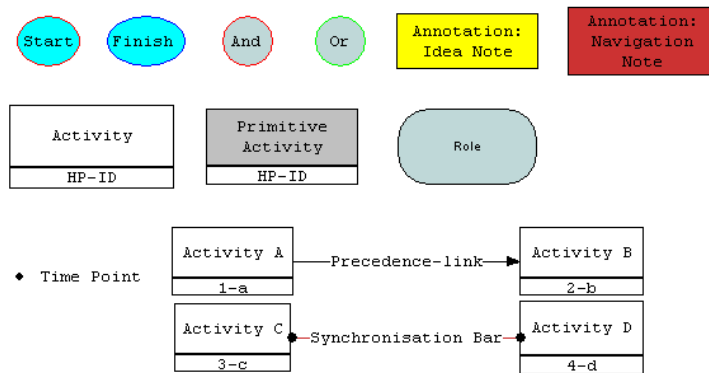 Start
Finish
And
Or
Annotation:
Idea Note
Annotation:
Navigation
Note
Activity
HP-ID
Primitive
Activity
HP-ID
Role
Time Point
Activity A
1-a
Precedence-link
Activity B
2-b
Activity C
3-c
Synchronisation Bar
Activity D
4-d